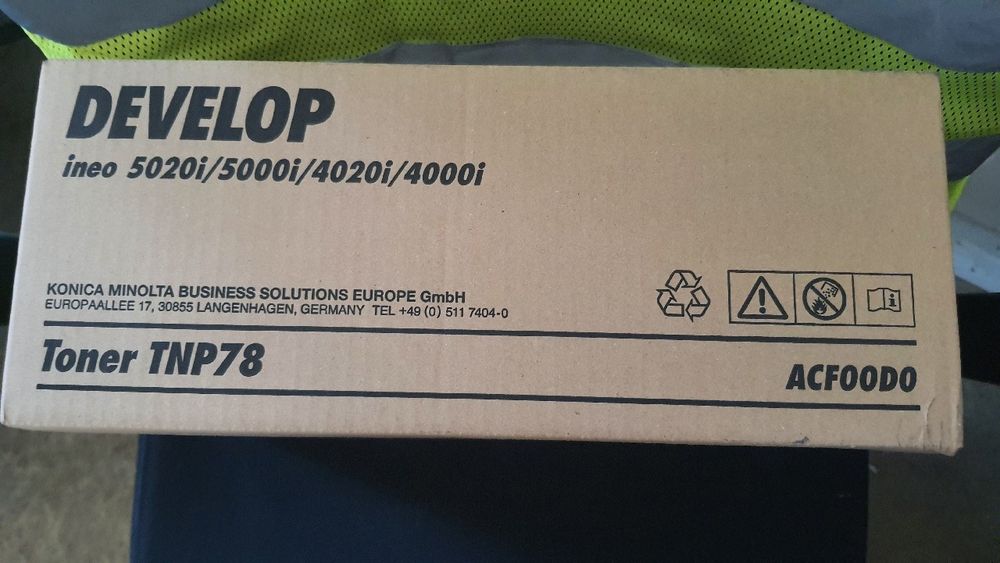 DEVELOP
ineo 5020i/5000i/4020i/4000i
KONICA MINOLTA BUSINESS SOLUTIONS EUROPE GmbH
EUROPAALLEE 17, 30855 LANGENHAGEN, GERMANY TEL +49 (0) 511 7404-0
Toner TNP78
ACF00D0